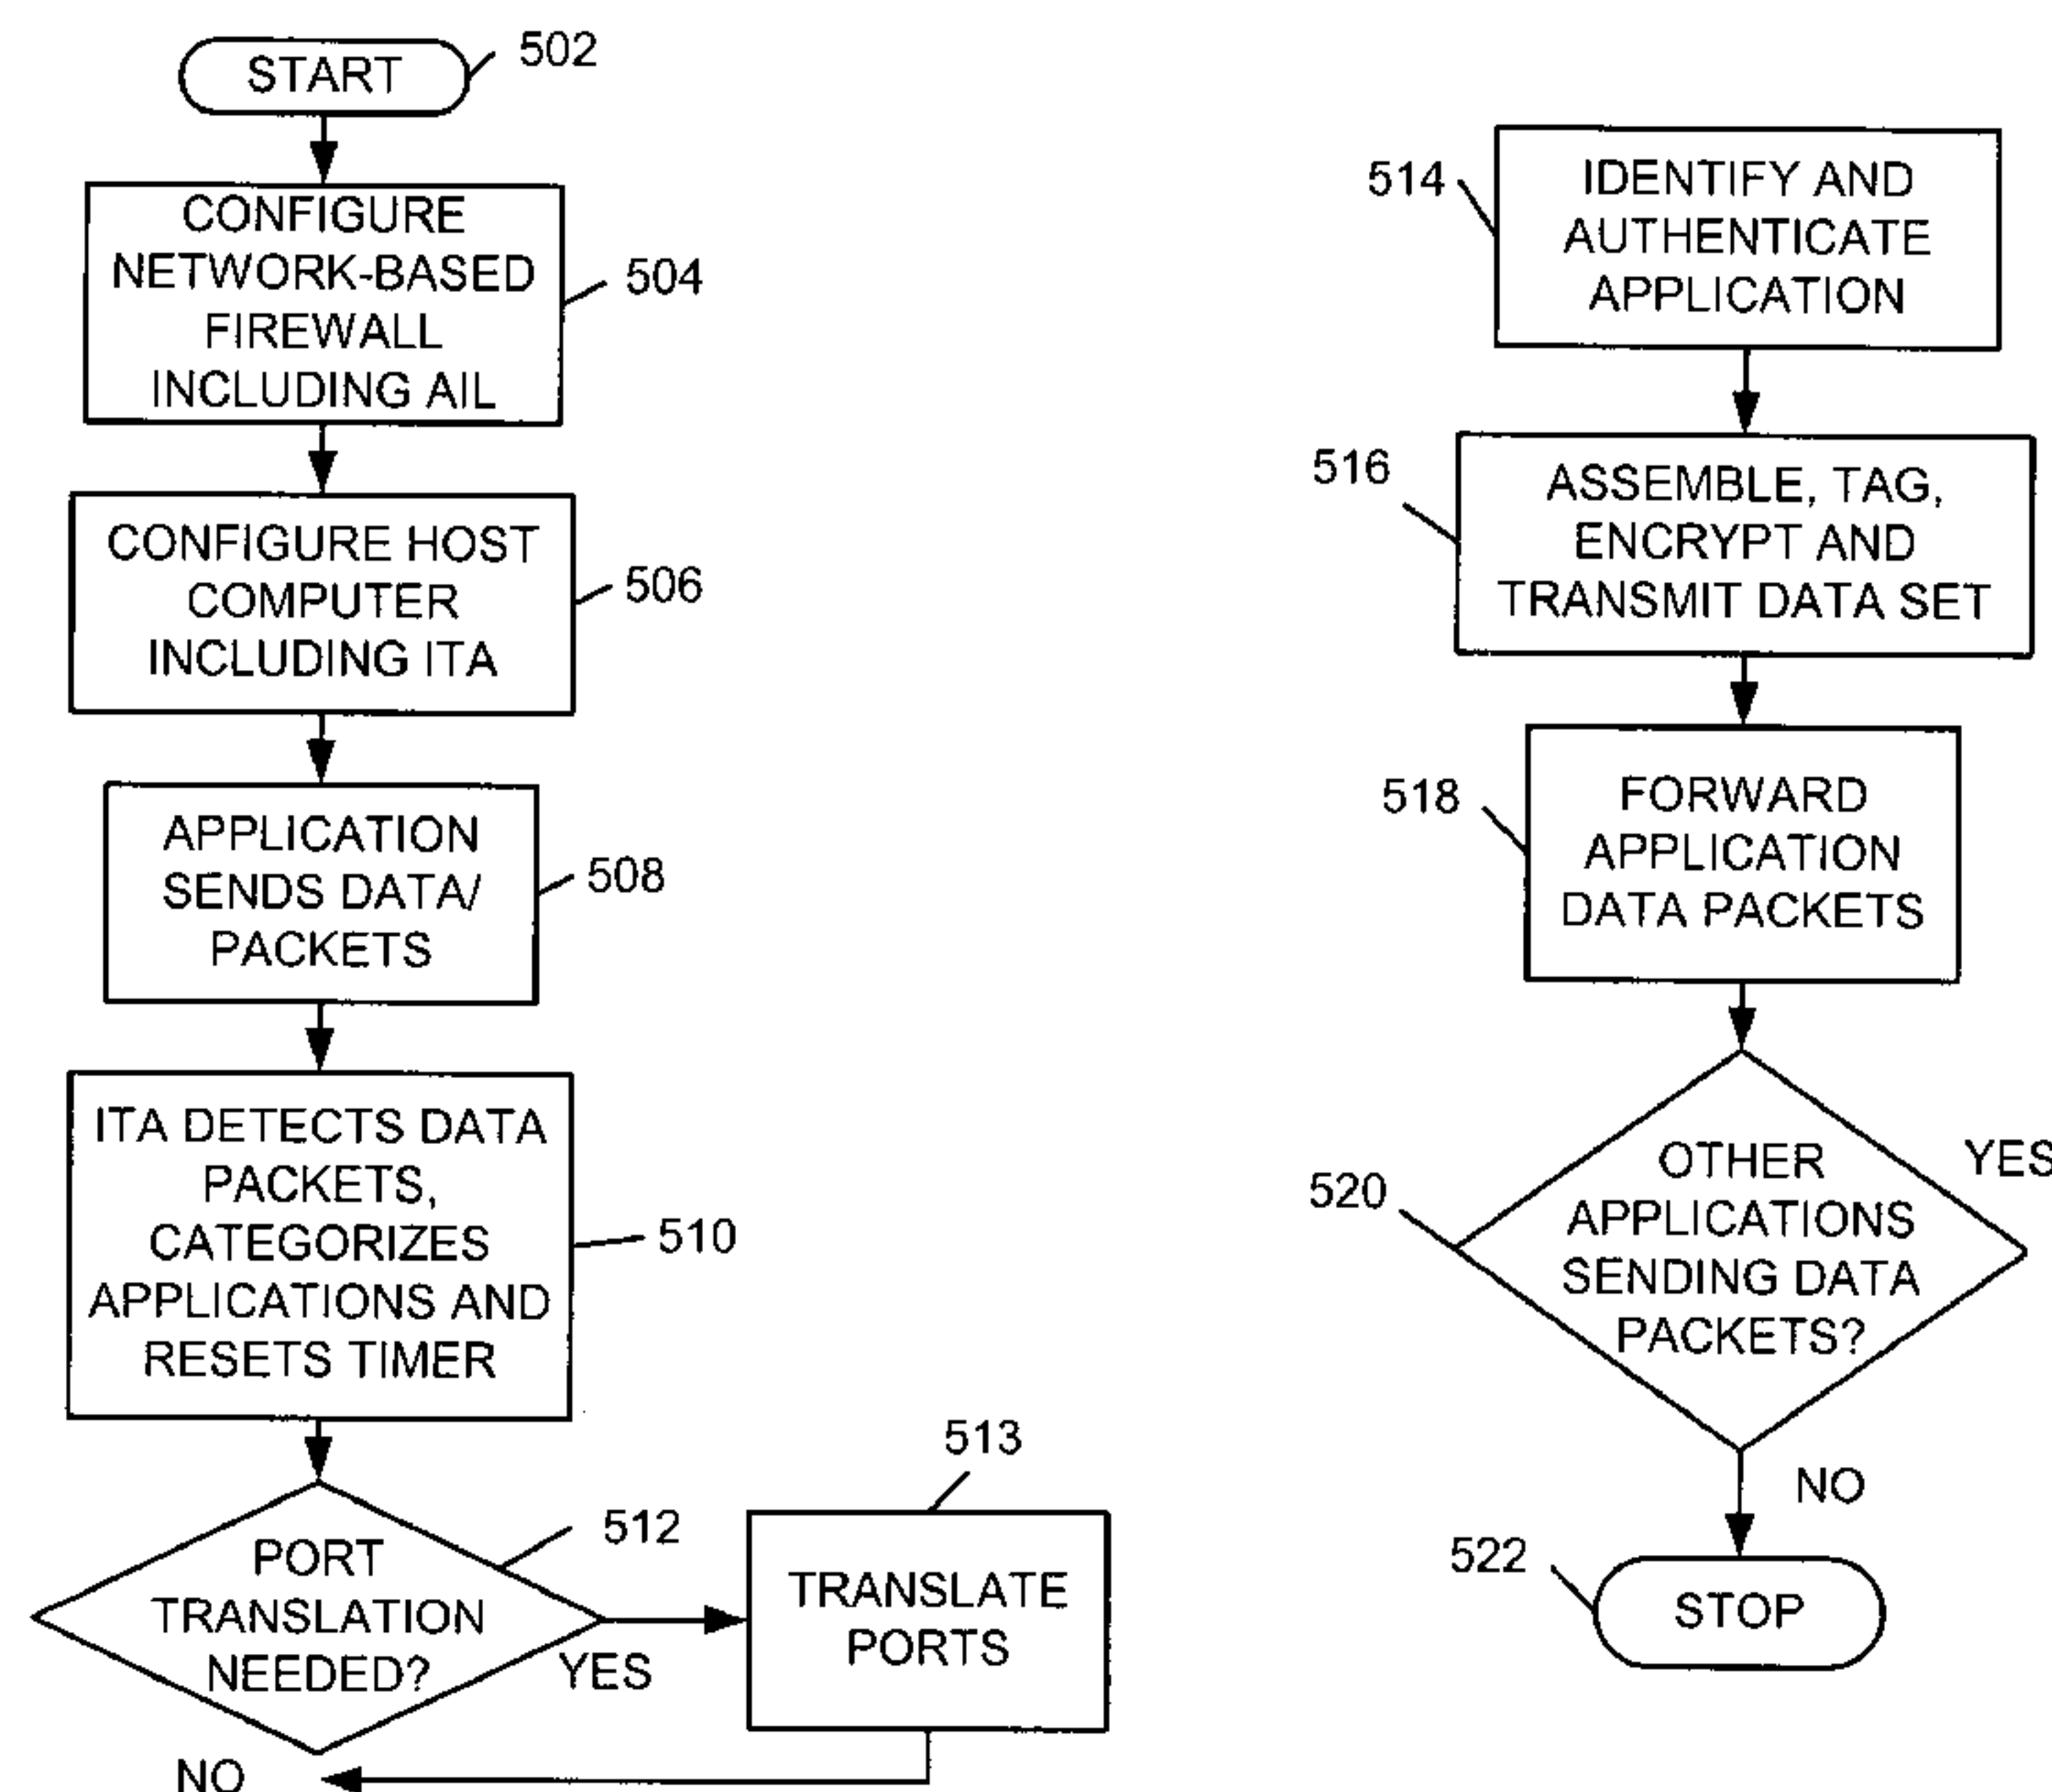 START
502
CONFIGURE
NETWORK-BASED
FIREWALL
INCLUDING AIL
504
CONFIGURE HOST
COMPUTER
INCLUDING ITA
506
APPLICATION
SENDS DATA/
PACKETS
508
ITA DETECTS DATA
PACKETS,
CATEGORIZES
APPLICATIONS AND
RESETS TIMER
510
PORT
TRANSLATION
NEEDED?
512
YES
NO
513
TRANSLATE
PORTS
514
IDENTIFY AND
AUTHENTICATE
APPLICATION
516
ASSEMBLE, TAG,
ENCRYPT AND
TRANSMIT DATA SET
518
FORWARD
APPLICATION
DATA PACKETS
520
OTHER
APPLICATIONS
SENDING DATA
PACKETS?
YES
NO
522
STOP